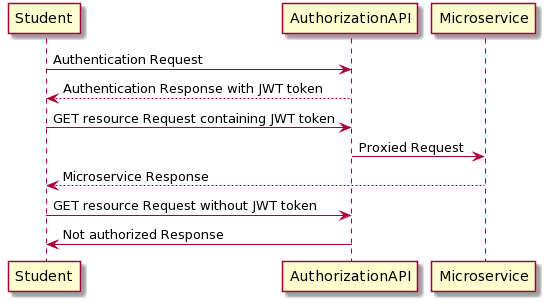 Student
AuthorizationAPI
Microservice
Authentication Request
Authentication Response with JWT token
GET resource Request containing JWT token
Proxied Request
Microservice Response
GET resource Request without JWT token
Not authorized Response
Student
AuthorizationAPI
Microservice